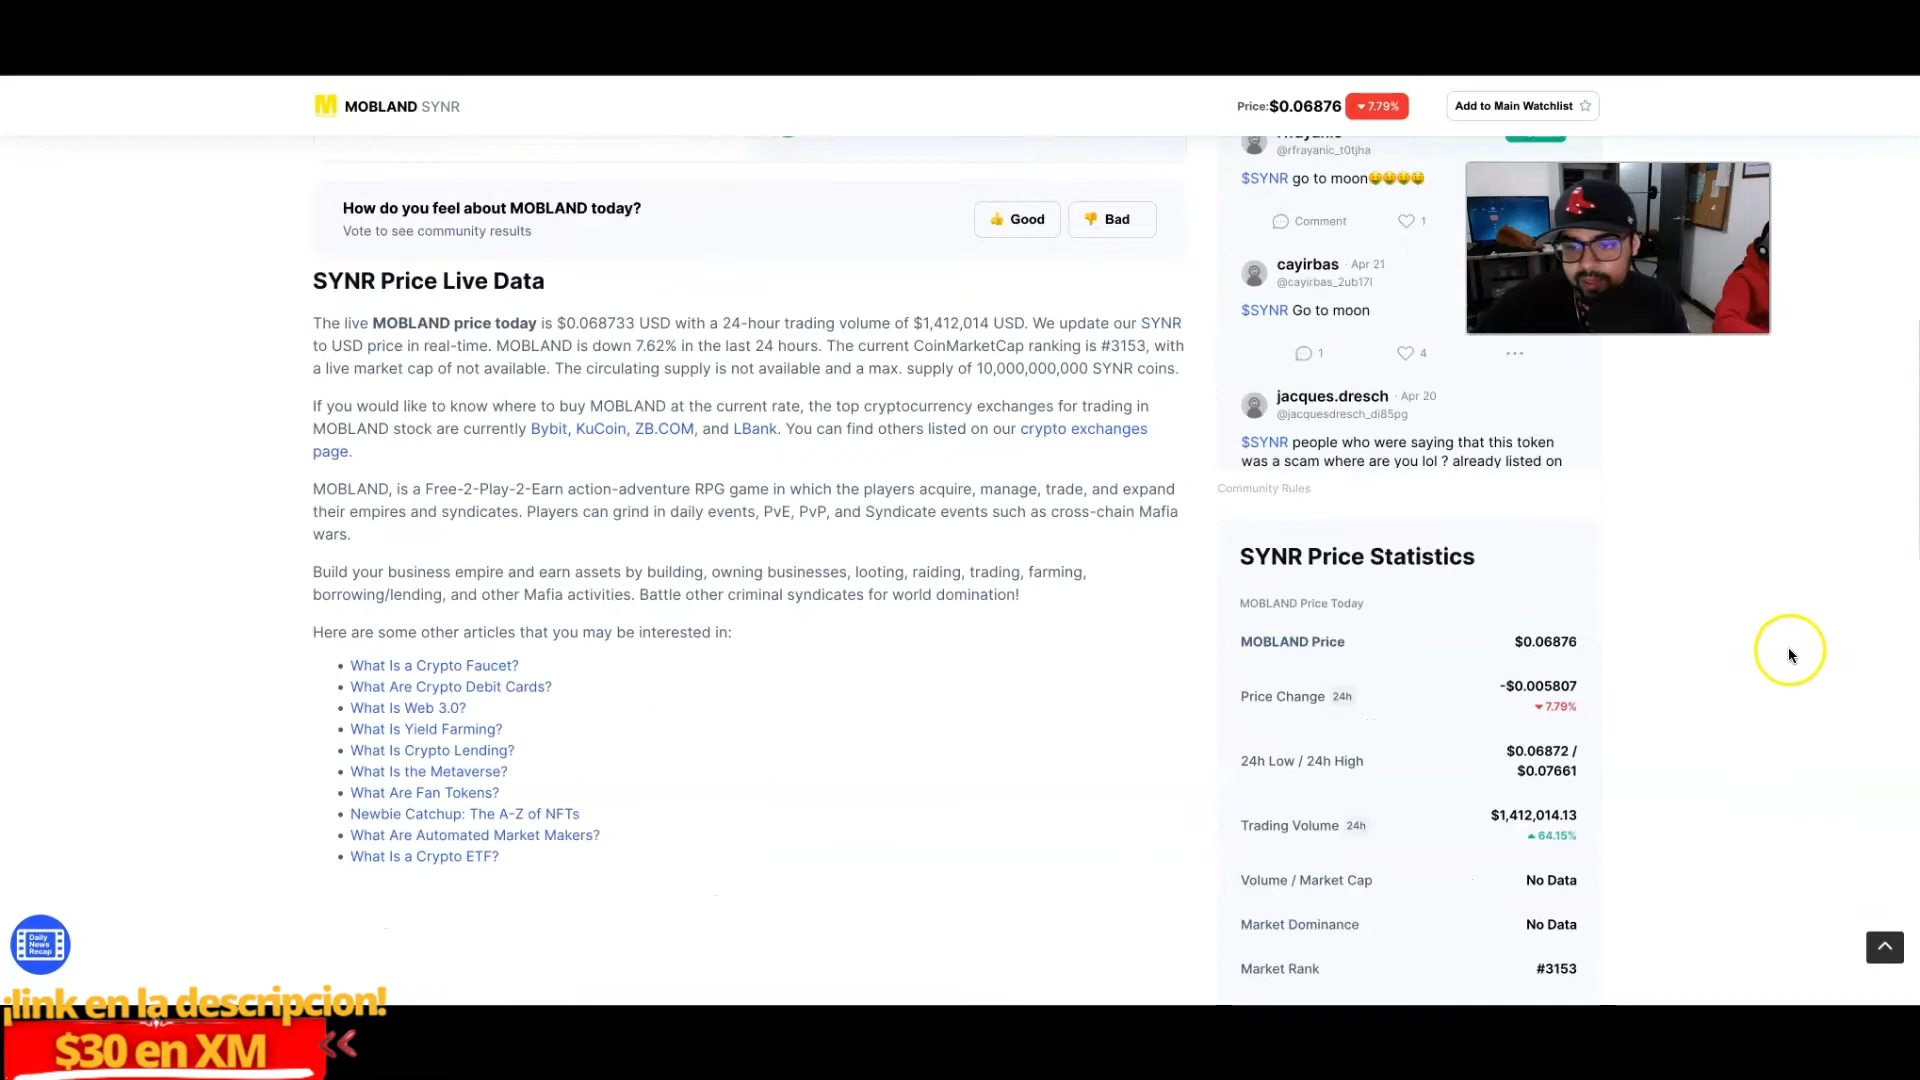 MOBLAND SYNR
Price:$0.06876 7.79%
Add to Main Watchlist
How do you feel about MOBLAND today?
Vote to see community results
Good
Bad
SYNR Price Live Data
The live MOBLAND price today is $0.068733 USD with a 24-hour trading volume of $1,412,014 USD. We update our SYNR
to USD price in real-time. MOBLAND is down 7.62% in the last 24 hours. The current CoinMarketCap ranking is #3153, with
a live market cap of not available. The circulating supply is not available and a max. supply of 10,000,000,000 SYNR coins.
If you would like to know where to buy MOBLAND at the current rate, the top cryptocurrency exchanges for trading in
MOBLAND stock are currently Bybit, KuCoin, ZB.COM, and LBank. You can find others listed on our crypto exchanges
page.
MOBLAND, is a Free-2-Play-2-Earn action-adventure RPG game in which the players acquire, manage, trade, and expand
their empires and syndicates. Players can grind in daily events, PvE, PvP, and Syndicate events such as cross-chain Mafia
wars.
Build your business empire and earn assets by building, owning businesses, looting, raiding, trading, farming,
borrowing/lending, and other Mafia activities. Battle other criminal syndicates for world domination!
Here are some other articles that you may be interested in:
• What Is a Crypto Faucet?
• What Are Crypto Debit Cards?
• What Is Web 3.0?
• What Is Yield Farming?
• What Is Crypto Lending?
• What Is the Metaverse?
• What Are Fan Tokens?
• Newbie Catchup: The A-Z of NFTs
• What Are Automated Market Makers?
• What Is a Crypto ETF?
@rfrayanic_t0tjha
$SYNR go to moon🤑🤑🤑🤑
Comment 1
cayirbas · Apr 21
@cayirbas_2ub17l
$SYNR Go to moon
1 4 ...
jacques.dresch · Apr 20
@jacquesdresch_di85pg
$SYNR people who were saying that this token
was a scam where are you lol ? already listed on
Community Rules
SYNR Price Statistics
MOBLAND Price Today
MOBLAND Price $0.06876
Price Change 24h -$0.005807
7.79%
24h Low / 24h High $0.06872 /
$0.07661
Trading Volume 24h $1,412,014.13
64.15%
Volume / Market Cap No Data
Market Dominance No Data
Market Rank #3153
Daily
News
Recap
¡link en la descripcion!
$30 en XM